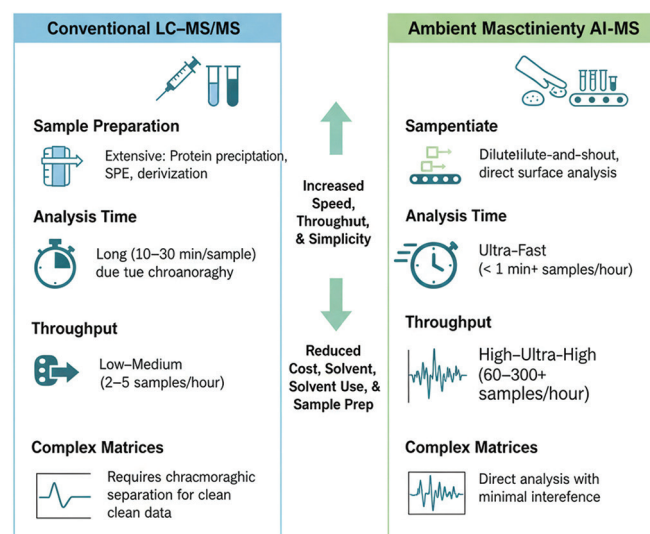 Conventional LC–MS/MS
Sample Preparation
Extensive: Protein preciptation,
SPE, derivization
Analysis Time
Long (10–30 min/sample)
due tue chroanoraghy
Throughput
Low–Medium
(2–5 samples/hour)
Complex Matrices
Requires chracmoraghic
separation for clean
clean data
Increased
Speed,
Throughıut,
& Simplicity
Reduced
Cost, Solvent,
Solvent Use, &
Sample Prep
Ambient Masctinienty AI-MS
Sampentiate
Dilutelilute-and-shout,
direct surface analysis
Analysis Time
Ultra-Fast
(< 1 min+ samples/hour)
Throughput
High–Ultra-High
(60–300+
samples/hour)
Complex Matrices
Direct analysis with
minimal interefence